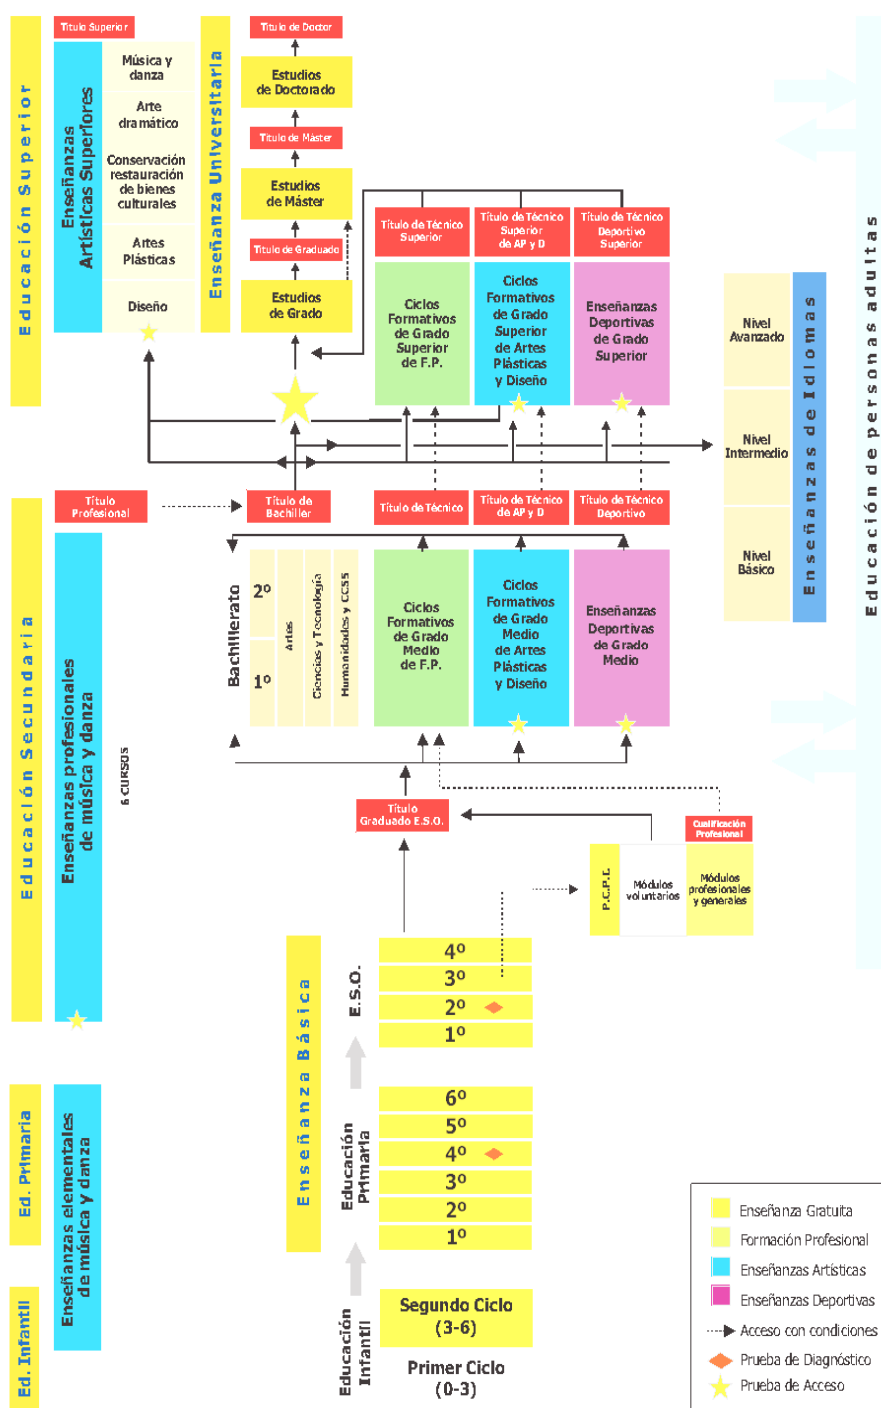 Educación Superior
Título Superior
Enseñanzas
Artísticas Superiores
Música y
danza
Arte
dramático
Conservación
restauración
de bienes
culturales
Artes
Plásticas
Diseño
Enseñanza Universitaria
Título de Doctor
Estudios
de Doctorado
Título de Máster
Estudios
de Máster
Título de Graduado
Estudios
de Grado
Título de Técnico
Superior
Título de Técnico
Superior
de AP y D
Título de Técnico
Deportivo
Superior
Ciclos
Formativos
de Grado
Superior
de F.P.
Ciclos
Formativos
de Grado
Superior
de Artes
Plásticas
y Diseño
Enseñanzas
Deportivas
de Grado
Superior
Nivel
Avanzado
Nivel
Intermedio
Nivel
Básico
Enseñanzas de Idiomas
Educación de personas adultas
Educación Secundaria
Título
Profesional
Título de
Bachiller
Título de Técnico
Título de Técnico
de AP y D
Título de Técnico
Deportivo
Enseñanzas profesionales
de música y danza
6 CURSOS
Bachillerato
2º
1º
Artes
Ciencias y Tecnología
Humanidades y CCSS
Ciclos
Formativos
de Grado
Medio
de F.P.
Ciclos
Formativos
de Grado
Medio
de Artes
Plásticas
y Diseño
Enseñanzas
Deportivas
de Grado
Medio
Título
Graduado E.S.O.
Cualificación
Profesional
P.C.P.I.
Módulos
voluntarios
Módulos
profesionales
y generales
Enseñanza Básica
E.S.O.
4º
3º
2º
1º
Ed. Primaria
Enseñanzas elementales
de música y danza
Educación
Primaria
6º
5º
4º
3º
2º
1º
Ed. Infantil
Educación
Infantil
Segundo Ciclo
(3-6)
Primer Ciclo
(0-3)
Enseñanza Gratuita
Formación Profesional
Enseñanzas Artísticas
Enseñanzas Deportivas
Acceso con condiciones
Prueba de Diagnóstico
Prueba de Acceso